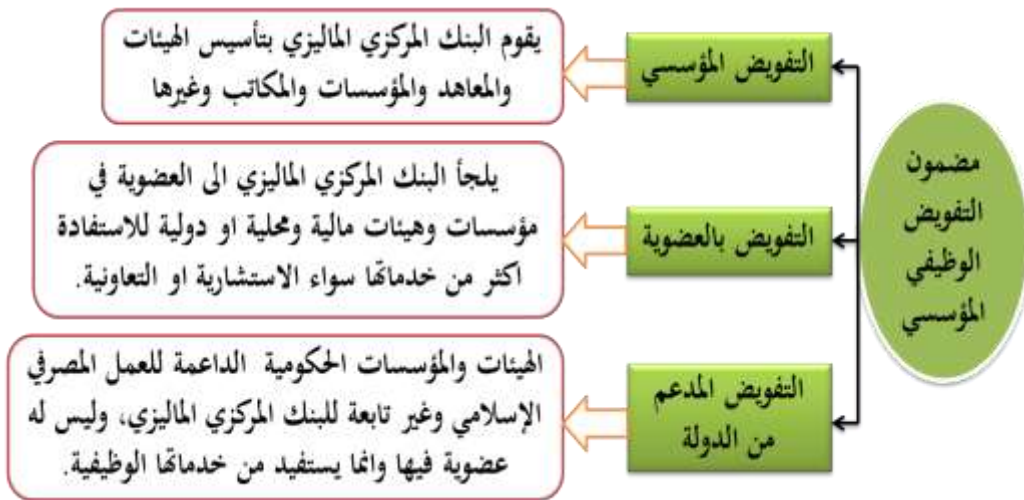 مضمون
التفويض
الوظيفي
المؤسسي
التفويض المؤسسي
يقوم البنك المركزي الماليزي بتأسيس الهيئات
والمعاهد والمؤسسات والمكاتب وغيرها
التفويض بالعضوية
يلجأ البنك المركزي الماليزي الى العضوية في
مؤسسات وهيئات مالية ومحلية او دولية للاستفادة
اكثر من خدماتها سواء الاستشارية او التعاونية.
التفويض المدعم
من الدولة
الهيئات والمؤسسات الحكومية الداعمة للعمل المصرفي
الإسلامي وغير تابعة للبنك المركزي الماليزي، وليس له
عضوية فيها وانما يستفيد من خدماتها الوظيفية.